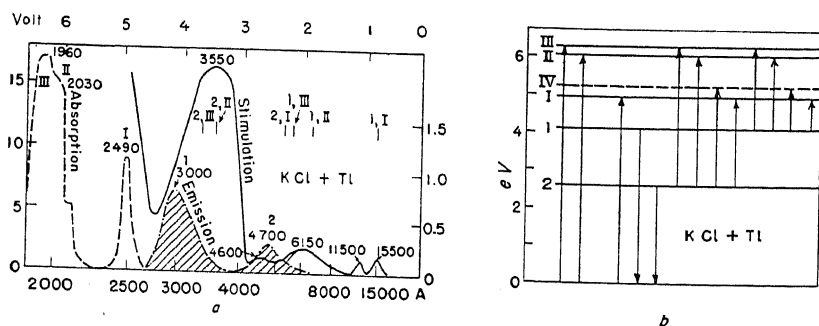 Volt 6 5 4 3 2 1 0
15
10
5
0
1960
II
2030
III
Absorption
I
2490
1
3000
Emission
3550
2, III
2, II
Stimulation
1, III
2, I
1, II
1, I
KCl + Tl
2
4700
4600
6150
11500
15500
1.5
1.0
0.5
0
2000 2500 3000 4000 8000 15000 A
a
eV
6
4
2
0
III
II
IV
I
1
2
KCl + Tl
b